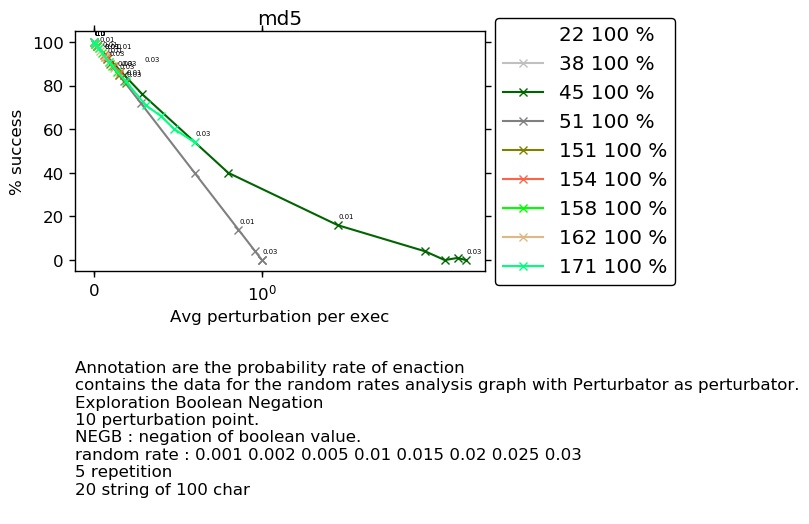 md5
100
80
60
40
20
0
% success
0.01
0.03
0.03
0.03
0.01
0.01
0.03
0.03
0
10⁰
Avg perturbation per exec
22 100 %
38 100 %
45 100 %
51 100 %
151 100 %
154 100 %
158 100 %
162 100 %
171 100 %
Annotation are the probability rate of enaction
contains the data for the random rates analysis graph with Perturbator as perturbator.
Exploration Boolean Negation
10 perturbation point.
NEGB : negation of boolean value.
random rate : 0.001 0.002 0.005 0.01 0.015 0.02 0.025 0.03
5 repetition
20 string of 100 char